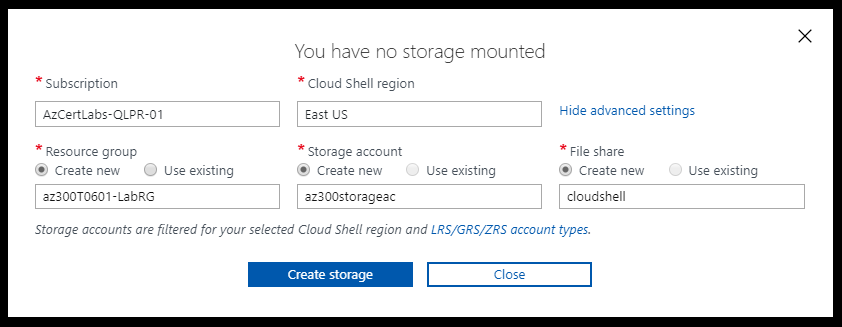 You have no storage mounted
* Subscription
* Cloud Shell region
AzCertLabs-QLPR-01
East US
Hide advanced settings
* Resource group
* Storage account
* File share
Create new
Use existing
Create new
Use existing
Create new
Use existing
az300T0601-LabRG
az300storageac
cloudshell
Storage accounts are filtered for your selected Cloud Shell region and LRS/GRS/ZRS account types.
Create storage
Close